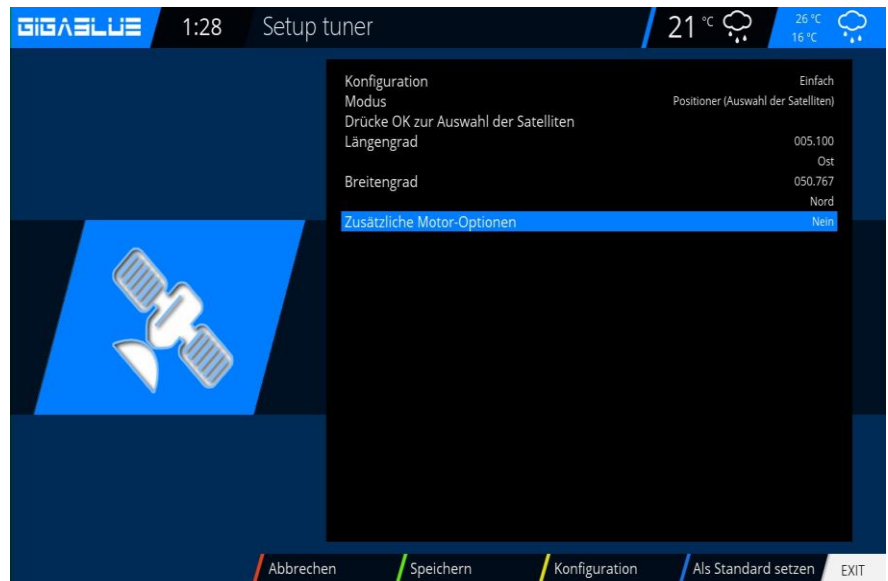 GIGABLUE 1:28 Setup tuner 21 °C 26 °C
16 °C
Konfiguration Einfach
Modus Positioner (Auswahl der Satelliten)
Drücke OK zur Auswahl der Satelliten
Längengrad 005.100
Ost
Breitengrad 050.767
Nord
Zusätzliche Motor-Optionen Nein
Abbrechen Speichern Konfiguration Als Standard setzen EXIT